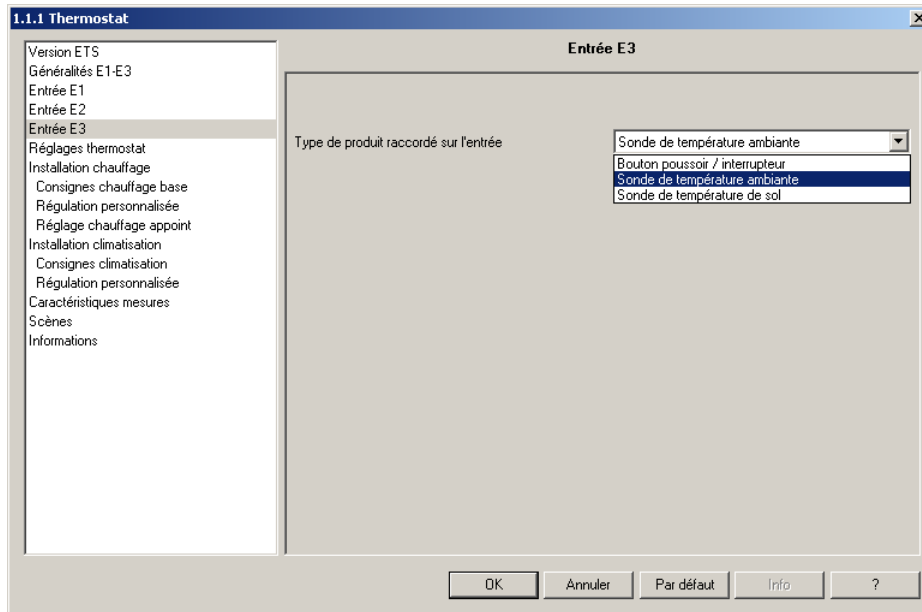 1.1.1 Thermostat
Version ETS
Généralités E1-E3
Entrée E1
Entrée E2
Entrée E3
Réglages thermostat
Installation chauffage
Consignes chauffage base
Régulation personnalisée
Réglage chauffage appoint
Installation climatisation
Consignes climatisation
Régulation personnalisée
Caractéristiques mesures
Scènes
Informations
Entrée E3
Type de produit raccordé sur l'entrée
Sonde de température ambiante
Bouton poussoir / interrupteur
Sonde de température ambiante
Sonde de température de sol
OK
Annuler
Par défaut
Info
?